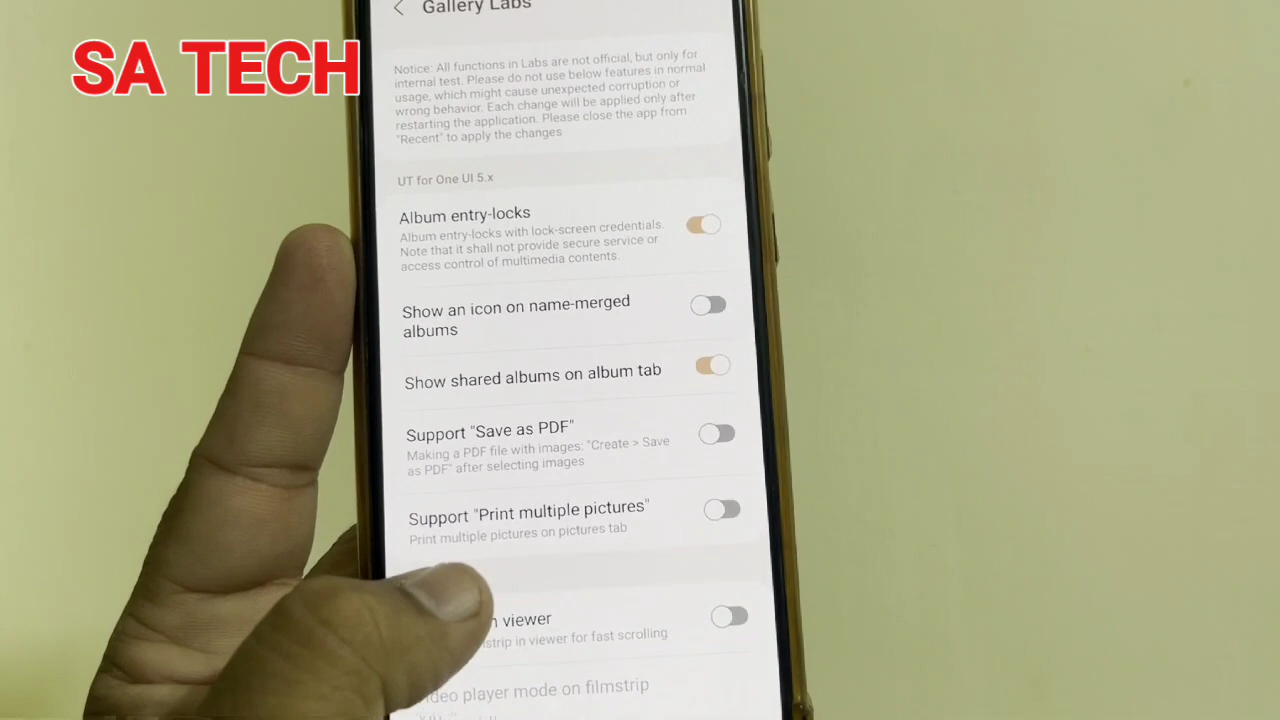 SA TECH
Gallery Labs
Notice: All functions in Labs are not official, but only for
internal test. Please do not use below features in normal
usage, which might cause unexpected corruption or
wrong behavior. Each change will be applied only after
restarting the application. Please close the app from
"Recent" to apply the changes
UT for One UI 5.x
Album entry-locks
Album entry-locks with lock-screen credentials.
Note that it shall not provide secure service or
access control of multimedia contents.
Show an icon on name-merged
albums
Show shared albums on album tab
Support "Save as PDF"
Making a PDF file with images: "Create > Save
as PDF" after selecting images
Support "Print multiple pictures"
Print multiple pictures on pictures tab
viewer
in viewer for fast scrolling
player mode on filmstrip